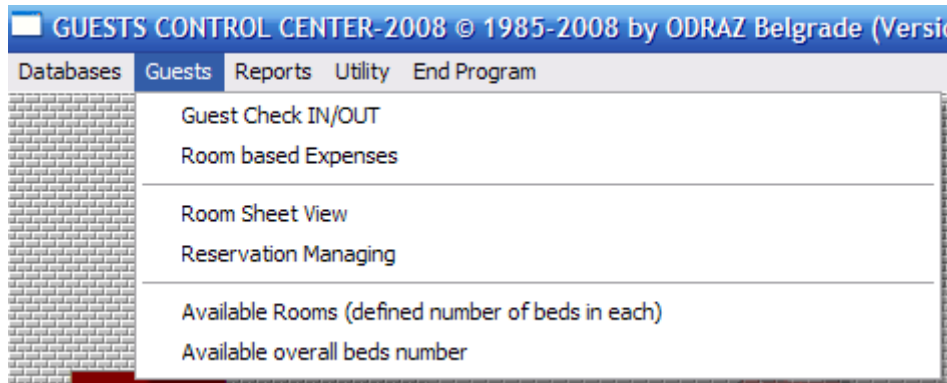 GUESTS CONTROL CENTER-2008 © 1985-2008 by ODRAZ Belgrade
Databases Guests Reports Utility End Program
Guest Check IN/OUT
Room based Expenses
Room Sheet View
Reservation Managing
Available Rooms (defined number of beds in each)
Available overall beds number